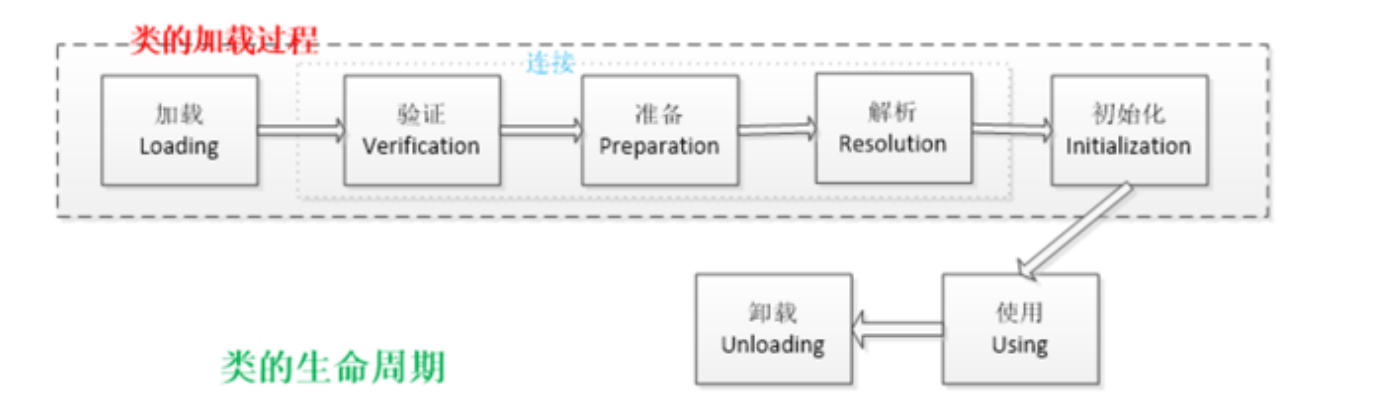 类的加载过程
连接
加载
Loading
验证
Verification
准备
Preparation
解析
Resolution
初始化
Initialization
使用
Using
卸载
Unloading
类的生命周期